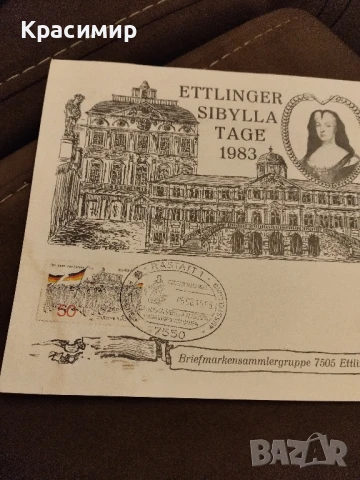 Красимир
ETTLINGER
SIBYLLA
TAGE
1983
50
RASTATT 1
7550
Briefmarkensammlergruppe 7505 Ettli
BAZAR